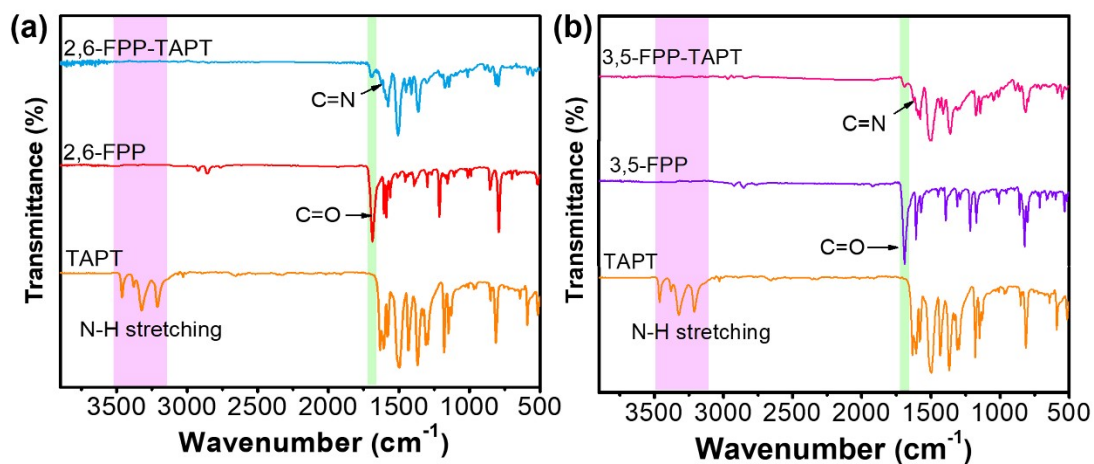 (a)
2,6-FPP-TAPT
C=N
2,6-FPP
C=O
TAPT
N-H stretching
Transmittance (%)
3500 3000 2500 2000 1500 1000 500
Wavenumber (cm⁻¹)
(b)
3,5-FPP-TAPT
C=N
3,5-FPP
C=O
TAPT
N-H stretching
Transmittance (%)
3500 3000 2500 2000 1500 1000 500
Wavenumber (cm⁻¹)